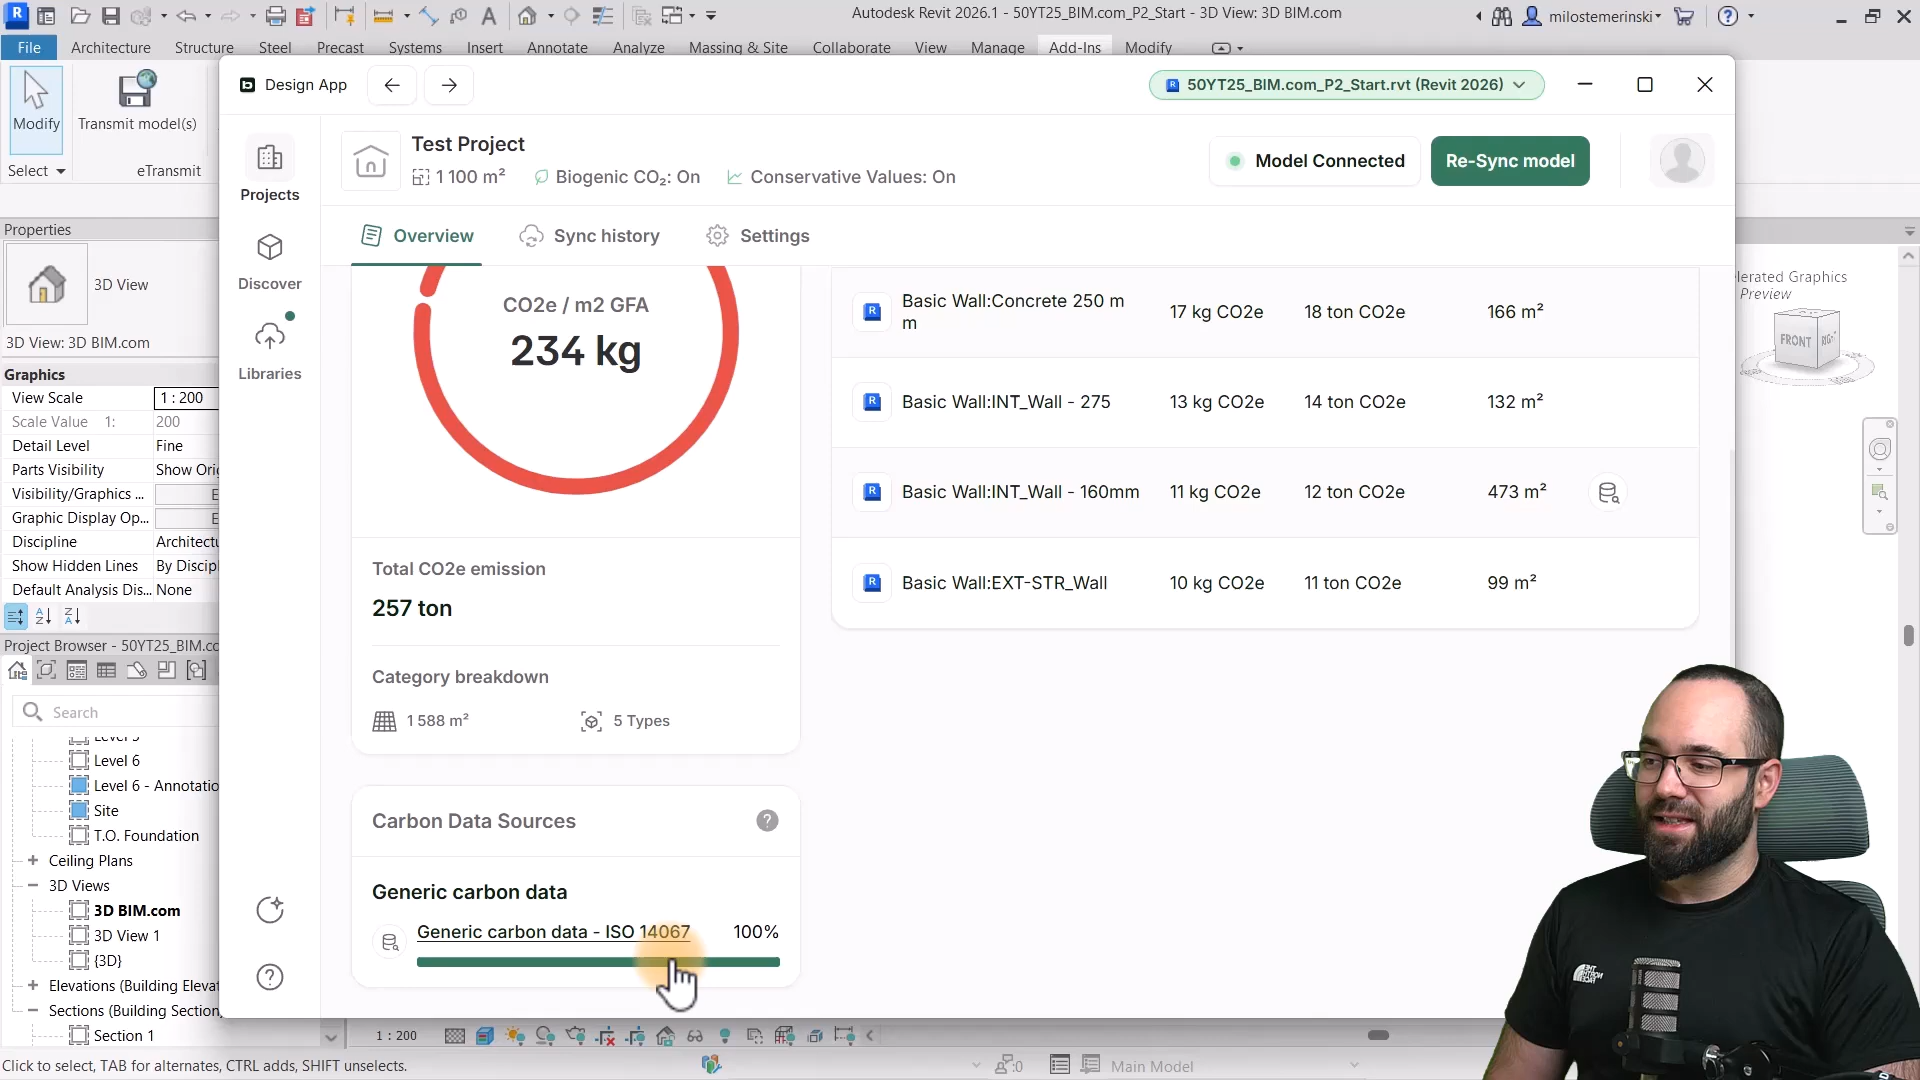 Autodesk Revit 2026.1 - 50YT25_BIM.com_P2_Start - 3D View: 3D BIM.com
milostemerinski
File Architecture Structure Steel Precast Systems Insert Annotate Analyze Massing & Site Collaborate View Manage Add-Ins Modify
Modify
Transmit model(s)
Select
eTransmit
Design App
50YT25_BIM.com_P2_Start.rvt (Revit 2026)
Projects
Discover
Libraries
Test Project
1 100 m²
Biogenic CO₂: On
Conservative Values: On
Model Connected
Re-Sync model
Overview
Sync history
Settings
CO2e / m2 GFA
234 kg
Total CO2e emission
257 ton
Category breakdown
1 588 m²
5 Types
Carbon Data Sources
?
Generic carbon data
Generic carbon data - ISO 14067 100%
Basic Wall:Concrete 250 m
m
17 kg CO2e 18 ton CO2e 166 m²
Basic Wall:INT_Wall - 275 13 kg CO2e 14 ton CO2e 132 m²
Basic Wall:INT_Wall - 160mm 11 kg CO2e 12 ton CO2e 473 m²
Basic Wall:EXT-STR_Wall 10 kg CO2e 11 ton CO2e 99 m²
Properties
3D View
3D View: 3D BIM.com
Graphics
View Scale 1 : 200
Scale Value 1: 200
Detail Level Fine
Parts Visibility Show Orig
Visibility/Graphics ... E
Graphic Display Op... E
Discipline Architectu
Show Hidden Lines By Discipl
Default Analysis Dis... None
Project Browser - 50YT25_BIM.co
Search
Level 6
Level 6 - Annotatio
Site
T.O. Foundation
Ceiling Plans
3D Views
3D BIM.com
3D View 1
{3D}
Elevations (Building Eleva
Sections (Building Section
Section 1
lerated Graphics
Preview
FRONT
1 : 200
Click to select, TAB for alternates, CTRL adds, SHIFT unselects.
:0
Main Model
THE
NORTH
FACE